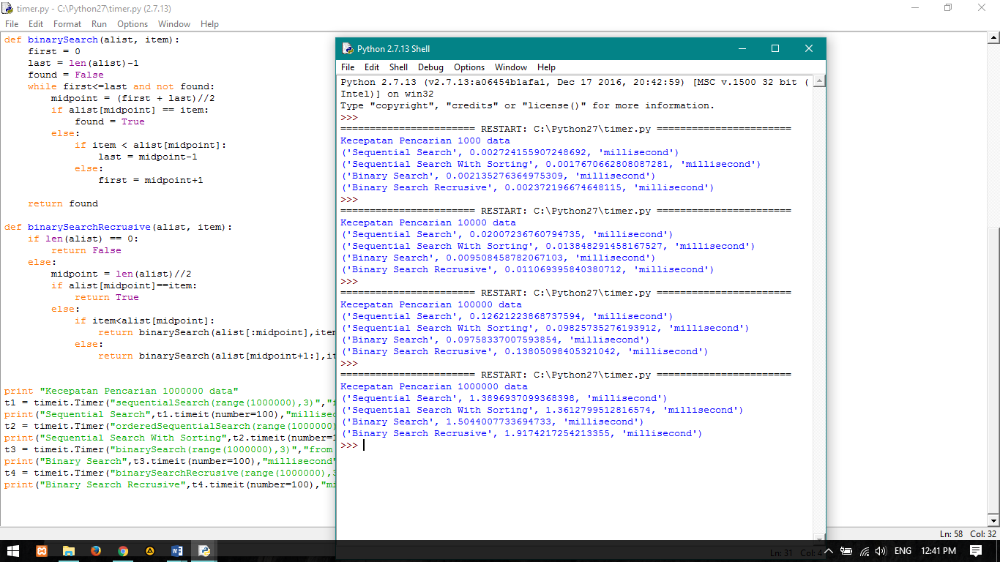 timer.py - C:\Python27\timer.py (2.7.13)
File Edit Format Run Options Window Help
def binarySearch(alist, item):
    first = 0
    last = len(alist)-1
    found = False
    while first<=last and not found:
        midpoint = (first + last)//2
        if alist[midpoint] == item:
            found = True
        else:
            if item < alist[midpoint]:
                last = midpoint-1
            else:
                first = midpoint+1
    return found
def binarySearchRecrusive(alist, item):
    if len(alist) == 0:
        return False
    else:
        midpoint = len(alist)//2
        if alist[midpoint]==item:
            return True
        else:
            if item<alist[midpoint]:
                return binarySearch(alist[:midpoint],item
            else:
                return binarySearch(alist[midpoint+1:],it
print "Kecepatan Pencarian 1000000 data"
t1 = timeit.Timer("sequentialSearch(range(1000000),3)","f
print("Sequential Search",t1.timeit(number=100),"millisec
t2 = timeit.Timer("orderedSequentialSearch(range(1000000)
print("Sequential Search With Sorting",t2.timeit(number=1
t3 = timeit.Timer("binarySearch(range(1000000),3)","from
print("Binary Search",t3.timeit(number=100),"millisecond"
t4 = timeit.Timer("binarySearchRecrusive(range(1000000),3
print("Binary Search Recrusive",t4.timeit(number=100),"mi
Python 2.7.13 Shell
File Edit Shell Debug Options Window Help
Python 2.7.13 (v2.7.13:a06454b1afa1, Dec 17 2016, 20:42:59) [MSC v.1500 32 bit (
Intel)] on win32
Type "copyright", "credits" or "license()" for more information.
>>>
======================= RESTART: C:\Python27\timer.py =======================
Kecepatan Pencarian 1000 data
('Sequential Search', 0.002724155907248692, 'millisecond')
('Sequential Search With Sorting', 0.0017670662808087281, 'millisecond')
('Binary Search', 0.002135276364975309, 'millisecond')
('Binary Search Recrusive', 0.002372196674648115, 'millisecond')
>>>
======================= RESTART: C:\Python27\timer.py =======================
Kecepatan Pencarian 10000 data
('Sequential Search', 0.02007236760794735, 'millisecond')
('Sequential Search With Sorting', 0.013848291458167527, 'millisecond')
('Binary Search', 0.009508458782067103, 'millisecond')
('Binary Search Recrusive', 0.011069395840380712, 'millisecond')
>>>
======================= RESTART: C:\Python27\timer.py =======================
Kecepatan Pencarian 100000 data
('Sequential Search', 0.12621223868737594, 'millisecond')
('Sequential Search With Sorting', 0.09825735276193912, 'millisecond')
('Binary Search', 0.09758337007593854, 'millisecond')
('Binary Search Recrusive', 0.13805098405321042, 'millisecond')
>>>
======================= RESTART: C:\Python27\timer.py =======================
Kecepatan Pencarian 1000000 data
('Sequential Search', 1.3896937099368398, 'millisecond')
('Sequential Search With Sorting', 1.3612799512816574, 'millisecond')
('Binary Search', 1.5044007733694733, 'millisecond')
('Binary Search Recrusive', 1.9174217254213355, 'millisecond')
>>>
Ln: 58 Col: 32
Ln: 31 Col: 4
ENG 12:41 PM